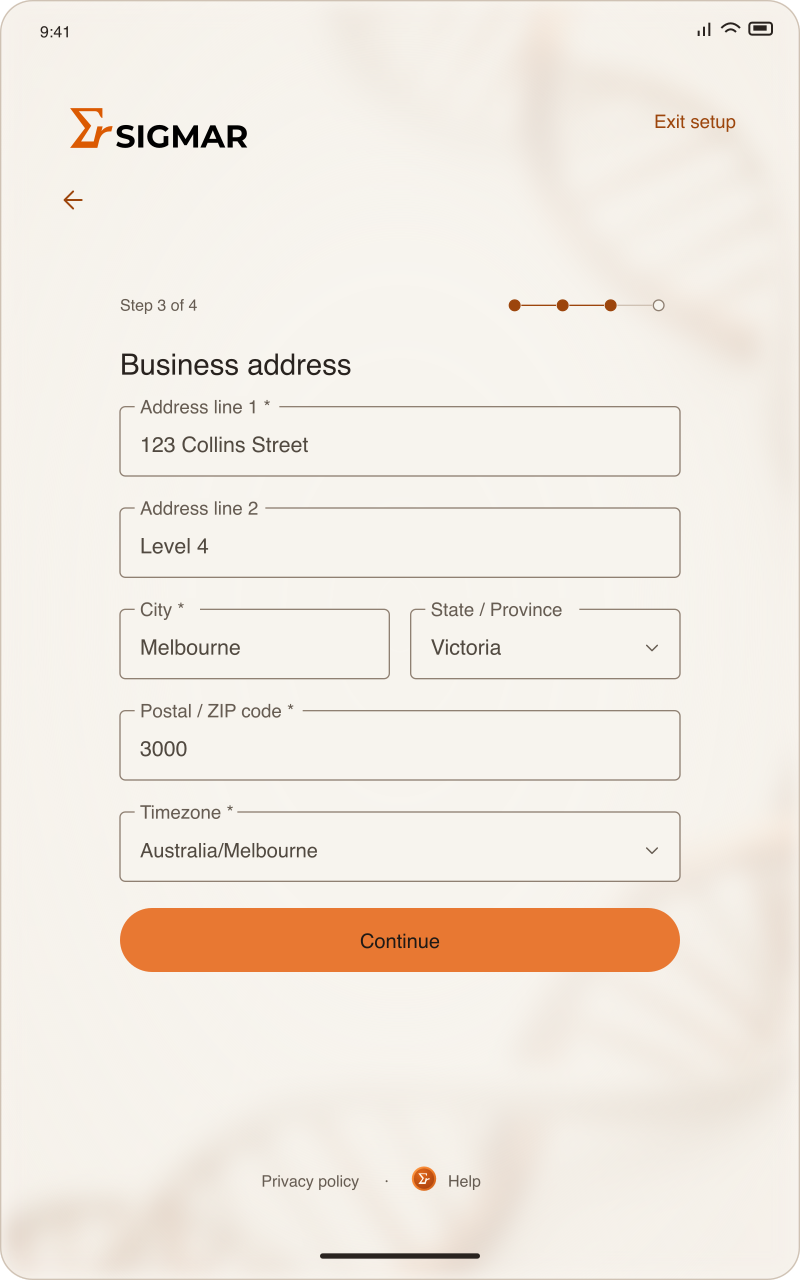 9:41
SIGMAR
Exit setup
Step 3 of 4
Business address
Address line 1 *
123 Collins Street
Address line 2
Level 4
City *
State / Province
Melbourne
Victoria
Postal / ZIP code *
3000
Timezone *
Australia/Melbourne
Continue
Privacy policy · Help